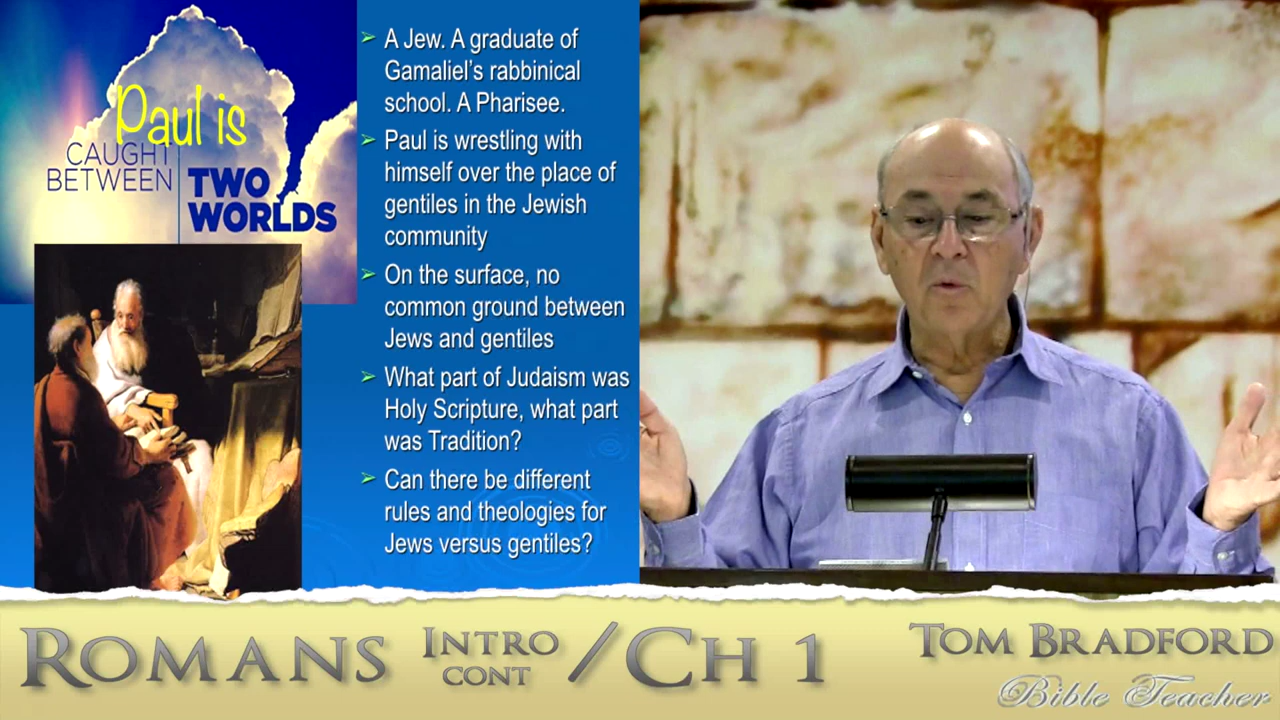 Paul is
CAUGHT
BETWEEN
TWO
WORLDS
➢ A Jew. A graduate of
Gamaliel's rabbinical
school. A Pharisee.
➢ Paul is wrestling with
himself over the place of
gentiles in the Jewish
community
➢ On the surface, no
common ground between
Jews and gentiles
➢ What part of Judaism was
Holy Scripture, what part
was Tradition?
➢ Can there be different
rules and theologies for
Jews versus gentiles?
ROMANS INTRO CONT / CH 1
TOM BRADFORD
Bible Teacher